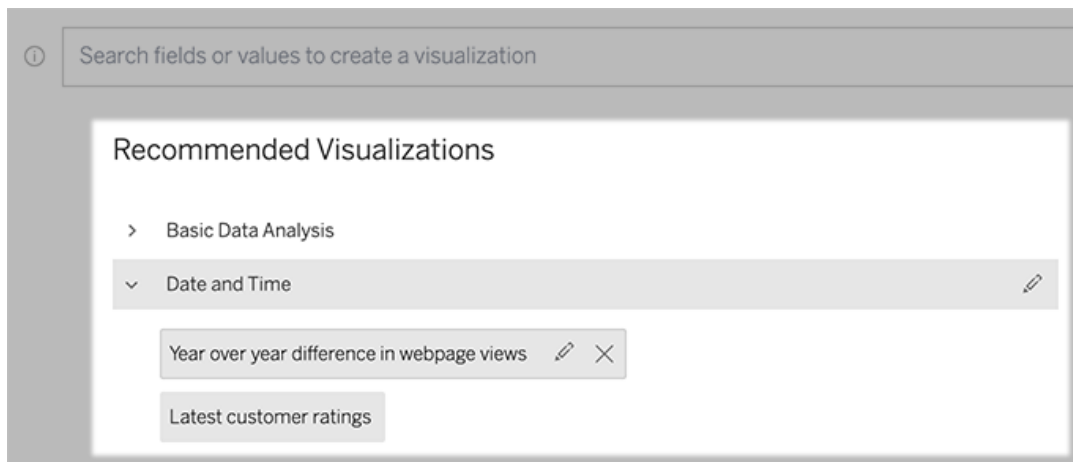 Search fields or values to create a visualization
Recommended Visualizations
Basic Data Analysis
Date and Time
Year over year difference in webpage views
Latest customer ratings